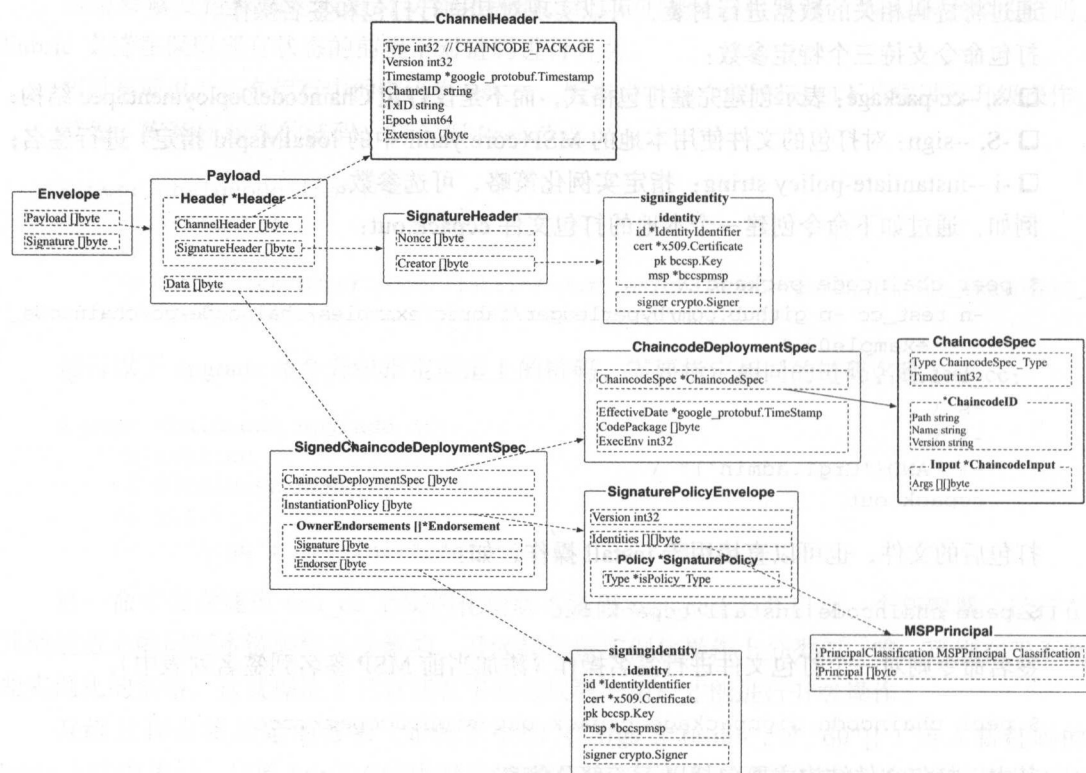 ChannelHeader
Type int32 // CHAINCODE_PACKAGE
Version int32
Timestamp *google_protobuf.Timestamp
ChannelID string
TxID string
Epoch uint64
Extension []byte
Envelope
Payload []byte
Signature []byte
Payload
Header *Header
ChannelHeader []byte
SignatureHeader []byte
Data []byte
SignatureHeader
Nonce []byte
Creator []byte
signingidentity
identity
id *IdentityIdentifier
cert *x509.Certificate
pk bccsp.Key
msp *bccspmsp
signer crypto.Signer
ChaincodeDeploymentSpec
ChaincodeSpec *ChaincodeSpec
EffectiveDate *google_protobuf.TimeStamp
CodePackage []byte
ExecEnv int32
ChaincodeSpec
Type ChaincodeSpec_Type
Timeout int32
*ChaincodeID
Path string
Name string
Version string
Input *ChaincodeInput
Args [][]byte
SignedChaincodeDeploymentSpec
ChaincodeDeploymentSpec []byte
InstantiationPolicy []byte
OwnerEndorsements []*Endorsement
Signature []byte
Endorser []byte
SignaturePolicyEnvelope
Version int32
Identities [][]byte
Policy *SignaturePolicy
Type *isPolicy_Type
MSPPrincipal
PrincipalClassification MSPPrincipal_Classification
Principal []byte
signingidentity
identity
id *IdentityIdentifier
cert *x509.Certificate
pk bccsp.Key
msp *bccspmsp
signer crypto.Signer